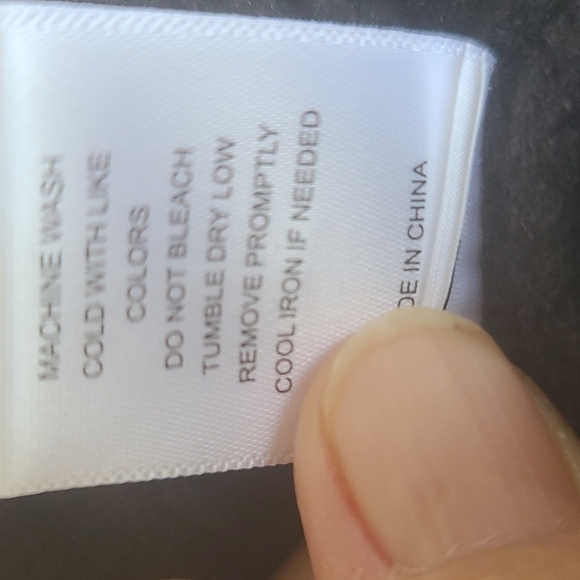 MACHINE WASH
COLD WITH LIKE
COLORS
DO NOT BLEACH
TUMBLE DRY LOW
REMOVE PROMPTLY
COOL IRON IF NEEDED
DE IN CHINA